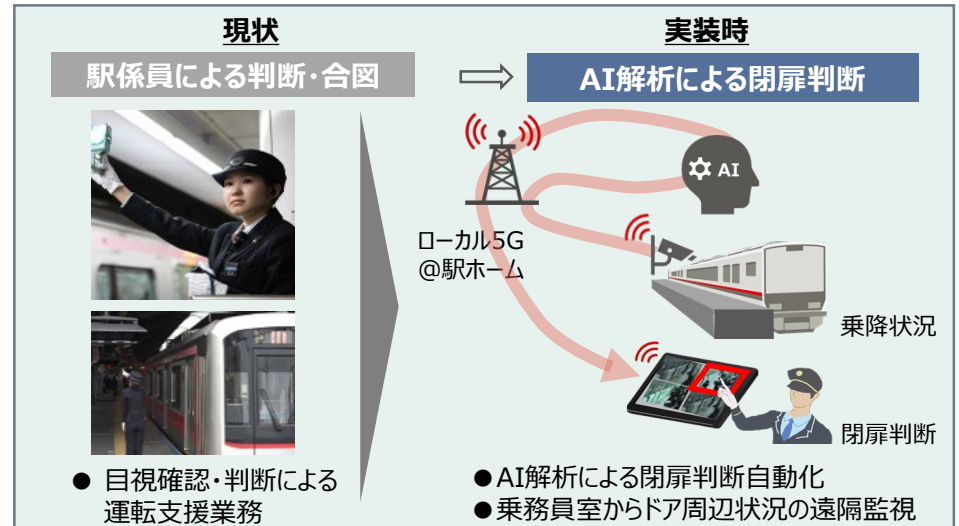 現状
駅係員による判断・合図
● 目視確認・判断による
運転支援業務
実装時
AI解析による閉扉判断
AI
ローカル5G
@駅ホーム
乗降状況
閉扉判断
●AI解析による閉扉判断自動化
●乗務員室からドア周辺状況の遠隔監視